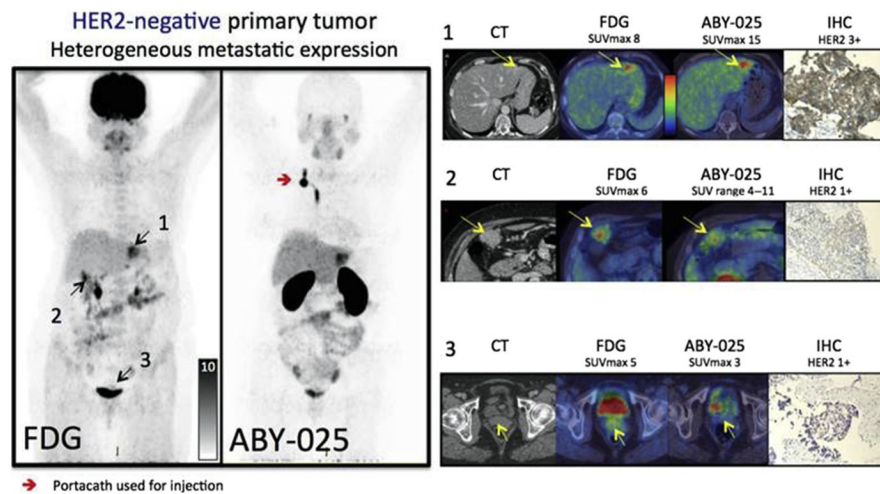 HER2-negative primary tumor
Heterogeneous metastatic expression
1
2
3
10
FDG
ABY-025
➔ Portacath used for injection
1
CT
FDG
SUVmax 8
ABY-025
SUVmax 15
IHC
HER2 3+
2
CT
FDG
SUVmax 6
ABY-025
SUV range 4–11
IHC
HER2 1+
3
CT
FDG
SUVmax 5
ABY-025
SUVmax 3
IHC
HER2 1+